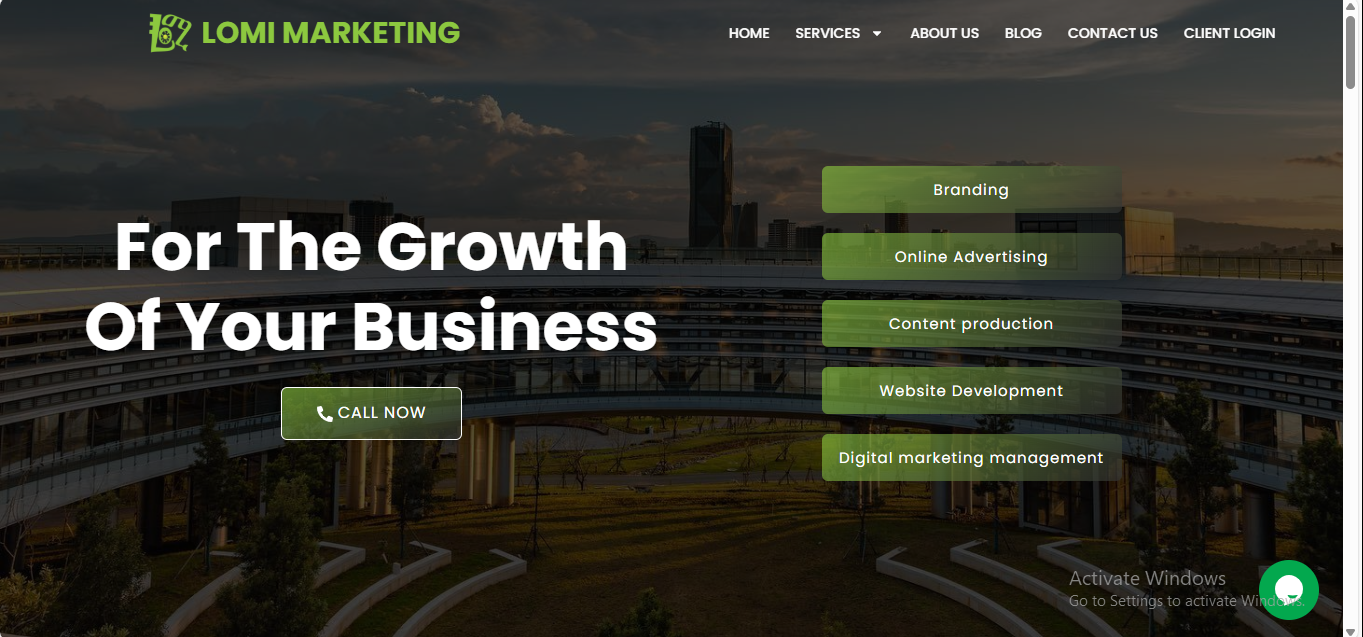 LOMI MARKETING
HOME SERVICES ABOUT US BLOG CONTACT US CLIENT LOGIN
For The Growth
Of Your Business
CALL NOW
Branding
Online Advertising
Content production
Website Development
Digital marketing management
Activate Windows
Go to Settings to activate Windows.